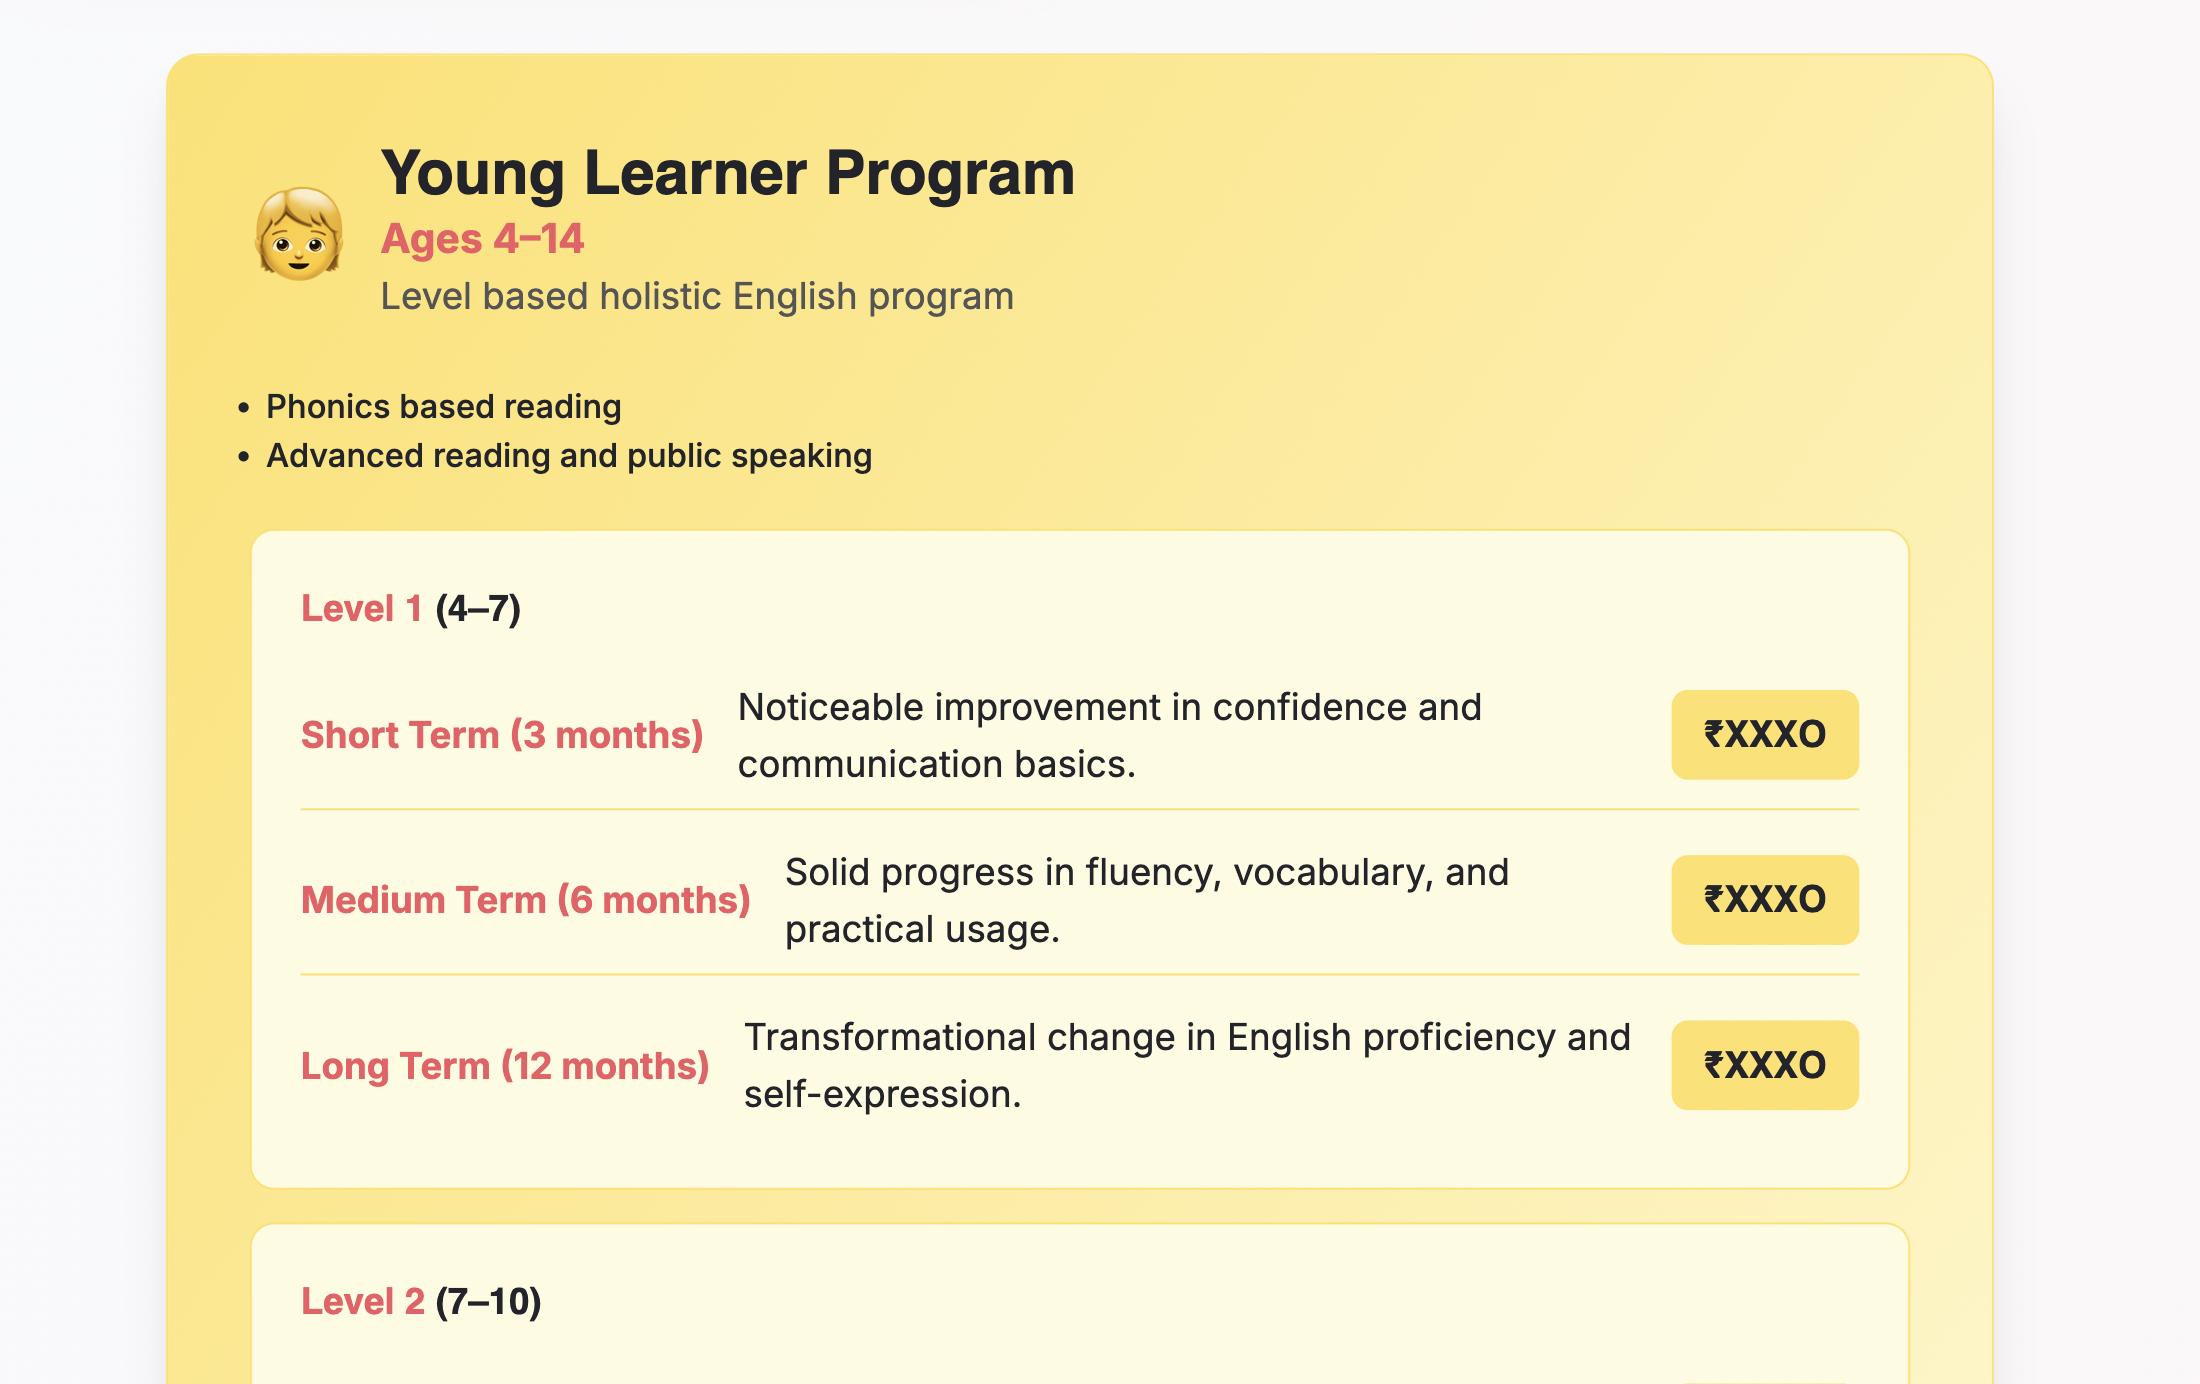 Young Learner Program
Ages 4–14
Level based holistic English program
• Phonics based reading
• Advanced reading and public speaking
Level 1 (4–7)
Short Term (3 months)
Noticeable improvement in confidence and
communication basics.
₹XXXO
Medium Term (6 months)
Solid progress in fluency, vocabulary, and
practical usage.
₹XXXO
Long Term (12 months)
Transformational change in English proficiency and
self-expression.
₹XXXO
Level 2 (7–10)